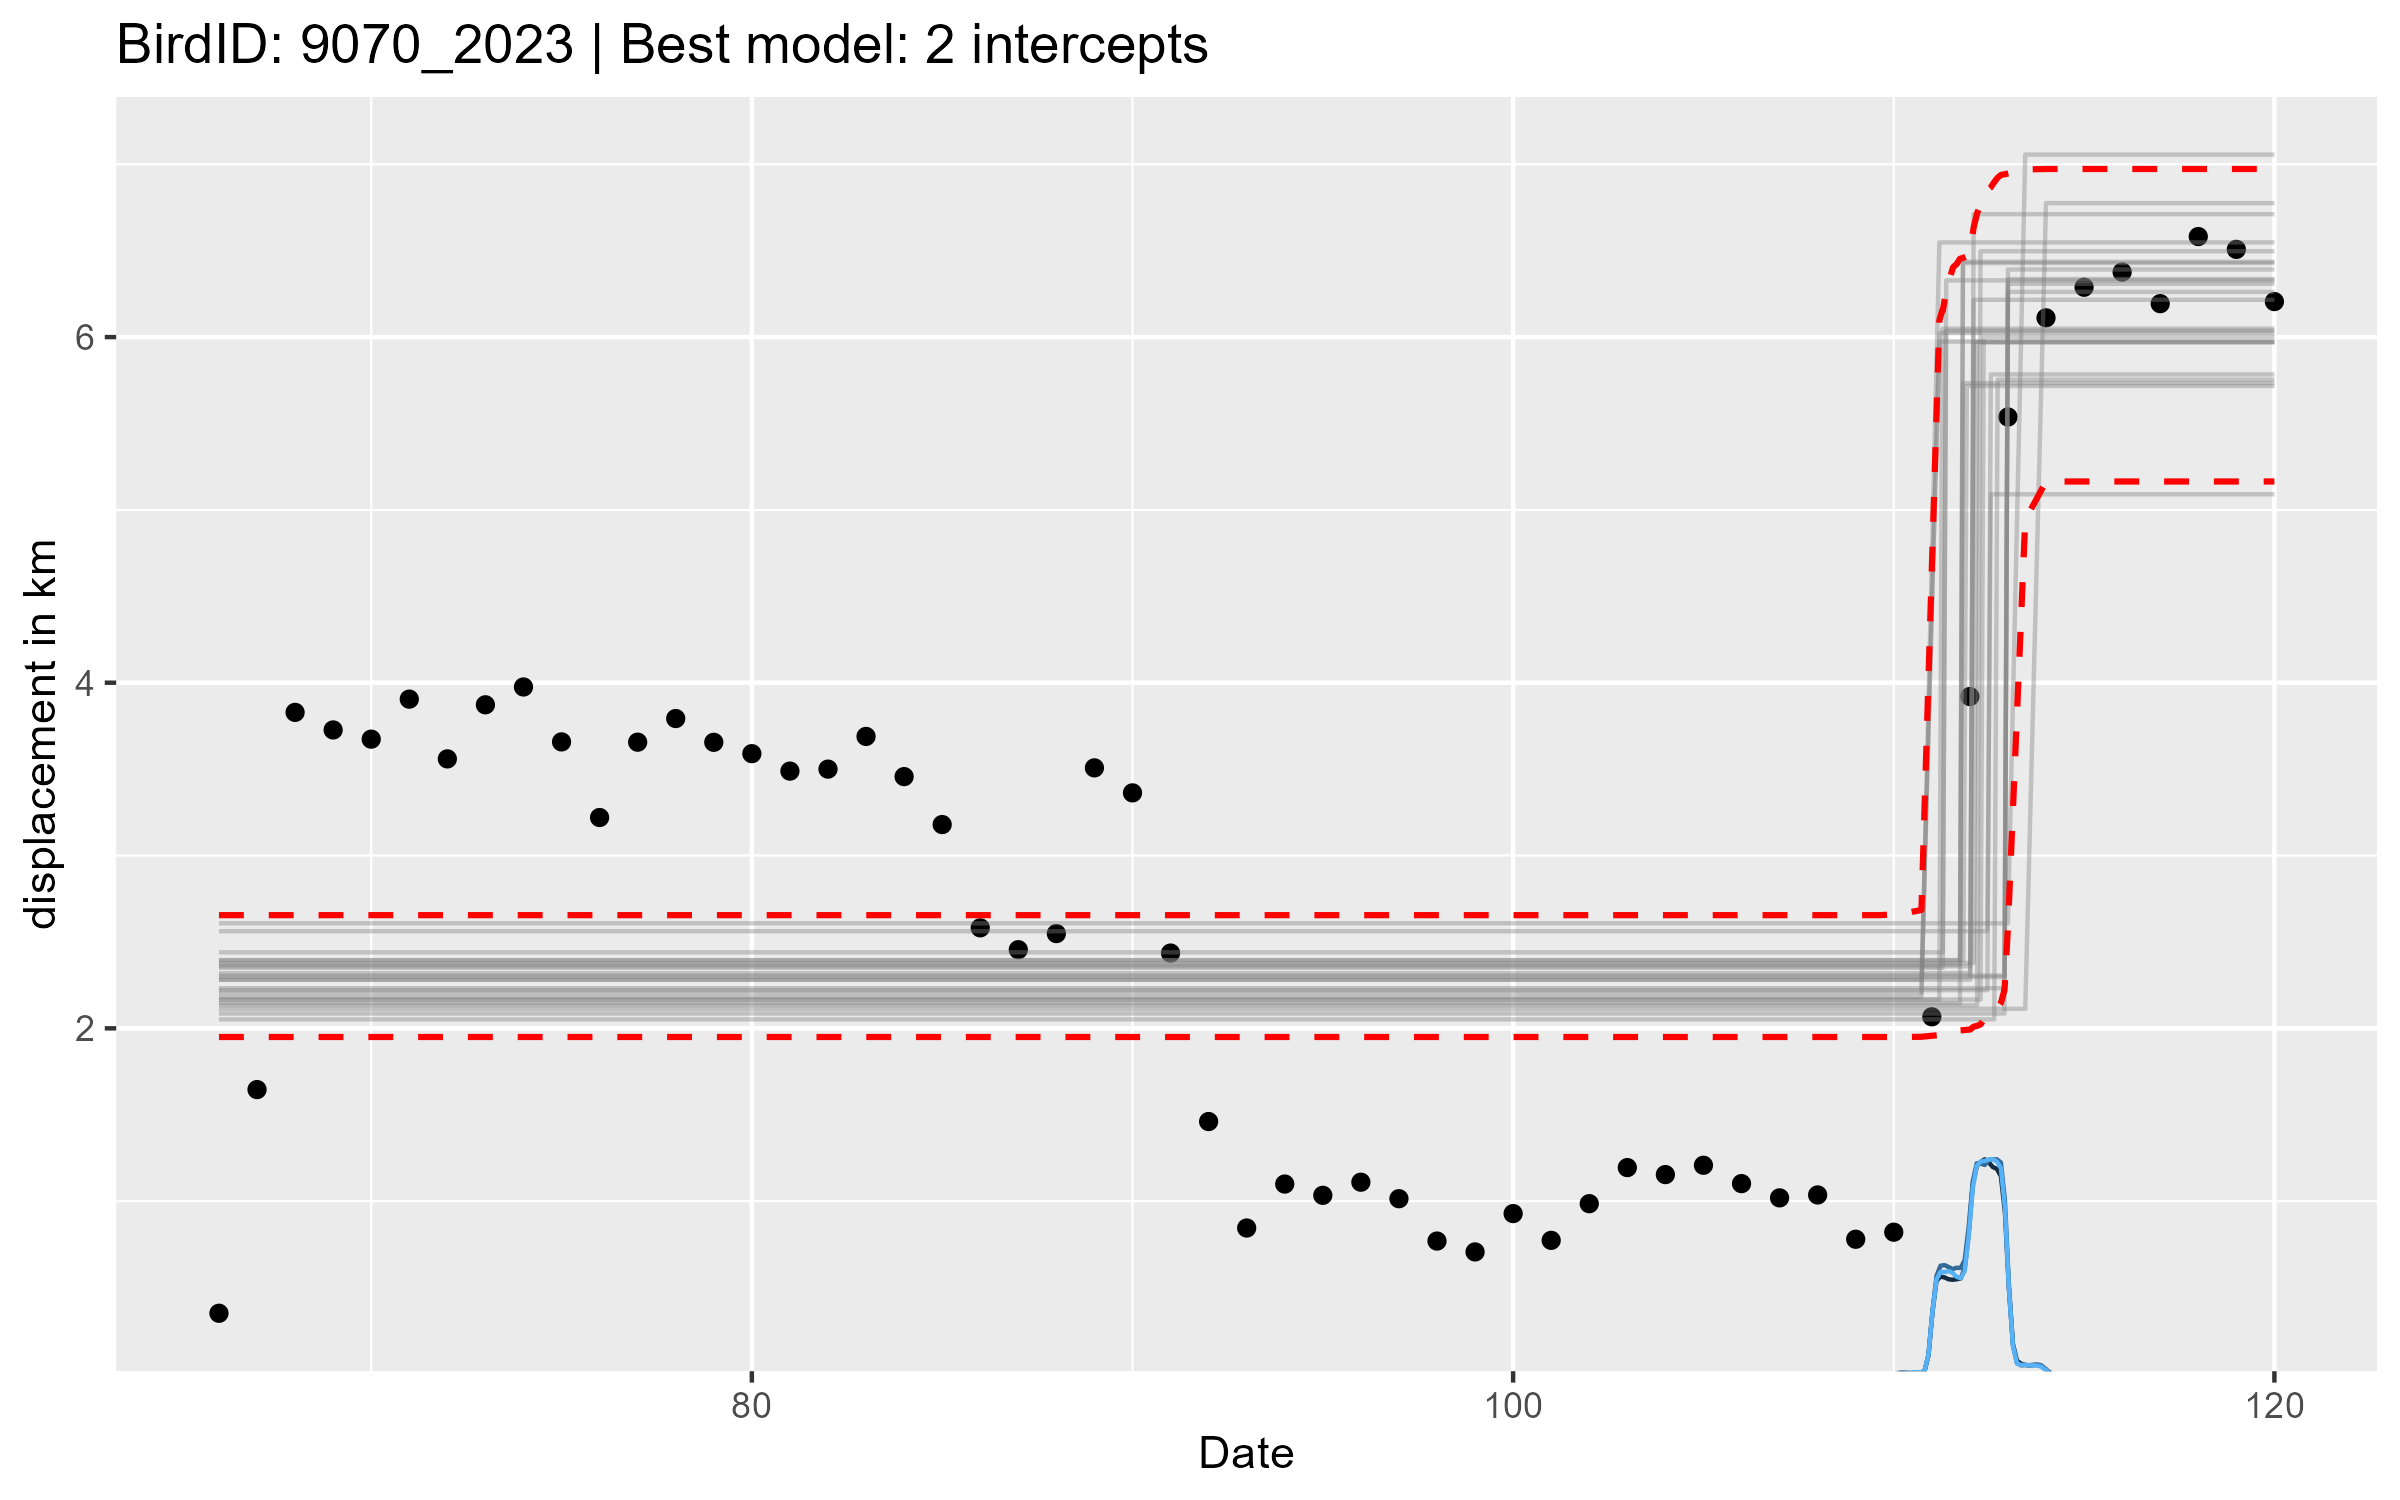 BirdID: 9070_2023 | Best model: 2 intercepts
displacement in km
6
4
2
80
100
120
Date